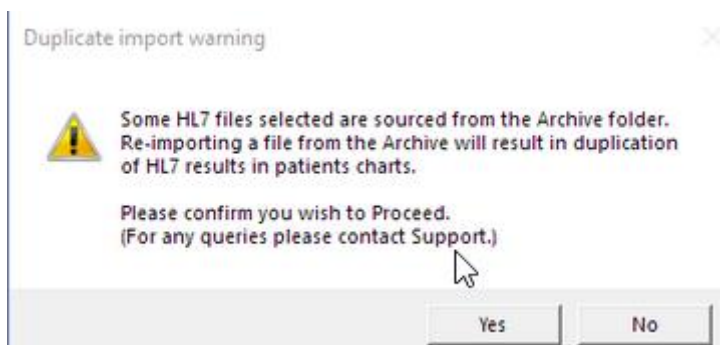 Duplicate import warning
Some HL7 files selected are sourced from the Archive folder.
Re-importing a file from the Archive will result in duplication
of HL7 results in patients charts.
Please confirm you wish to Proceed.
(For any queries please contact Support.)
Yes
No